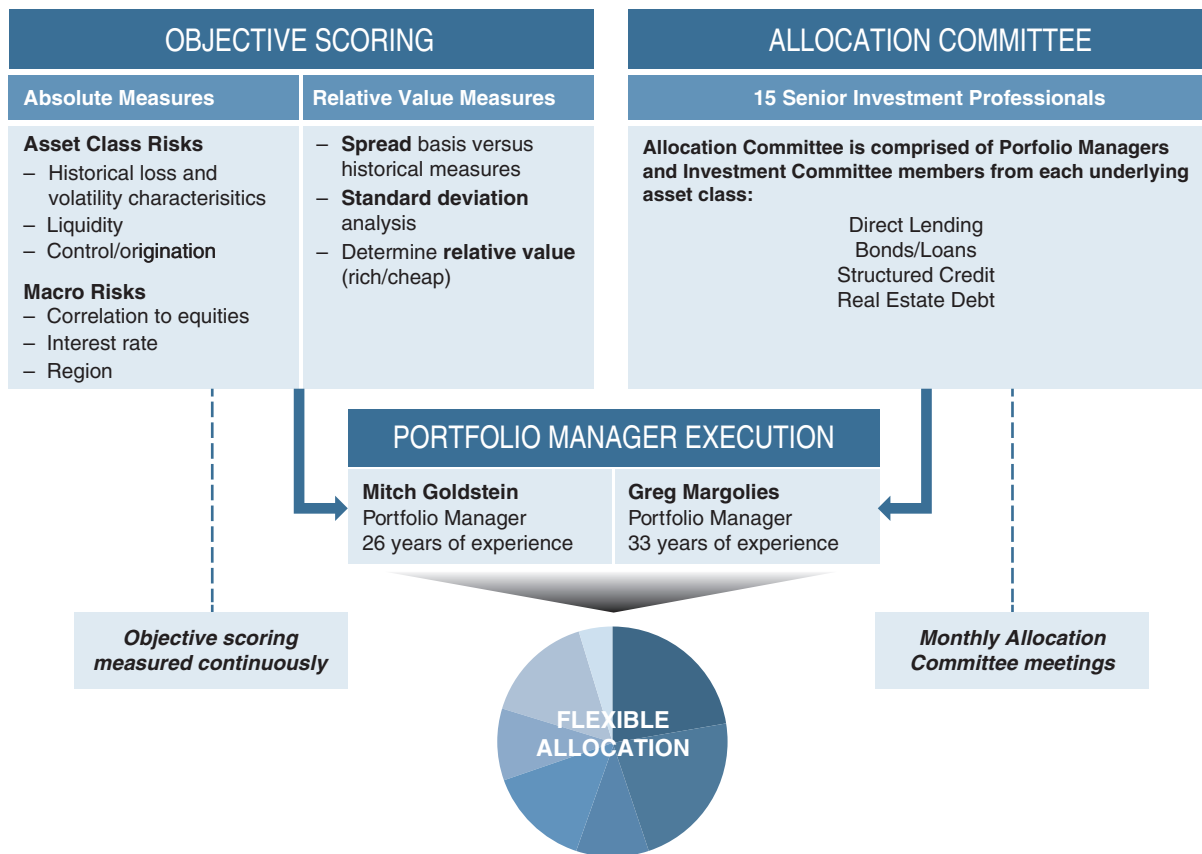 OBJECTIVE SCORING
Absolute Measures
Asset Class Risks
– Historical loss and
volatility characterisitics
– Liquidity
– Control/origination
Macro Risks
– Correlation to equities
– Interest rate
– Region
Relative Value Measures
– Spread basis versus
historical measures
– Standard deviation
analysis
– Determine relative value
(rich/cheap)
ALLOCATION COMMITTEE
15 Senior Investment Professionals
Allocation Committee is comprised of Porfolio Managers
and Investment Committee members from each underlying
asset class:
Direct Lending
Bonds/Loans
Structured Credit
Real Estate Debt
PORTFOLIO MANAGER EXECUTION
Mitch Goldstein
Portfolio Manager
26 years of experience
Greg Margolies
Portfolio Manager
33 years of experience
Objective scoring
measured continuously
Monthly Allocation
Committee meetings
FLEXIBLE
ALLOCATION